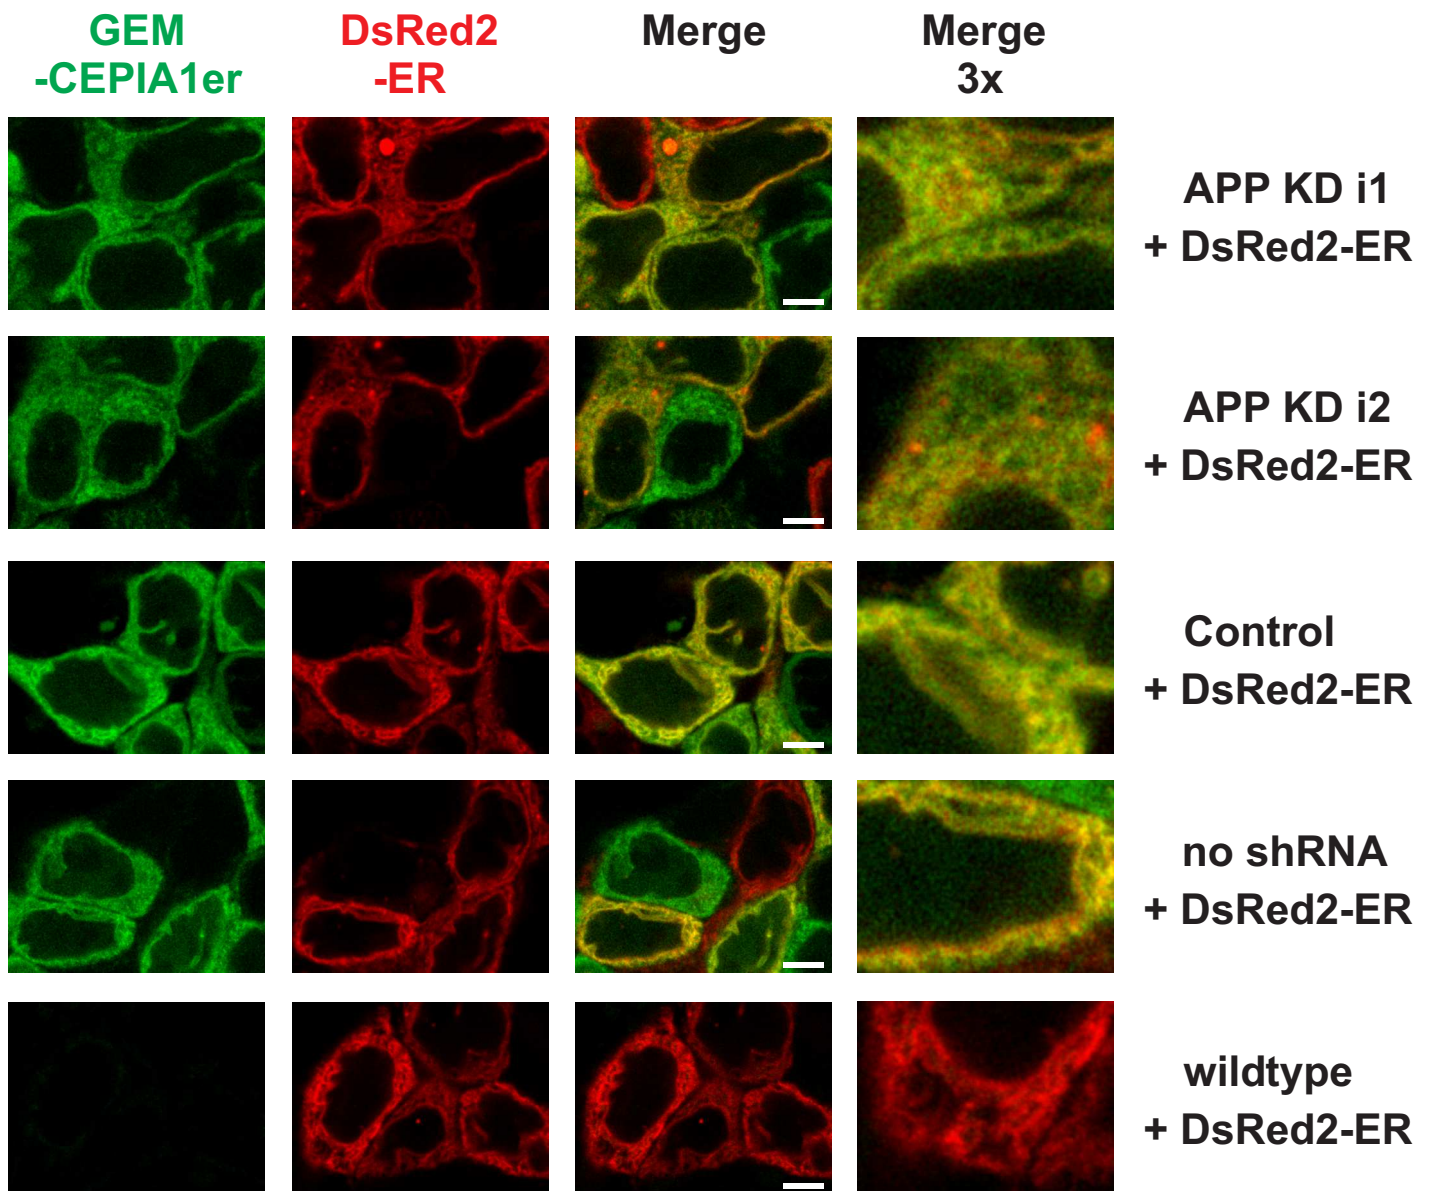 GEM
-CEPIA1er
DsRed2
-ER
Merge
Merge
3x
APP KD i1
+ DsRed2-ER
APP KD i2
+ DsRed2-ER
Control
+ DsRed2-ER
no shRNA
+ DsRed2-ER
wildtype
+ DsRed2-ER